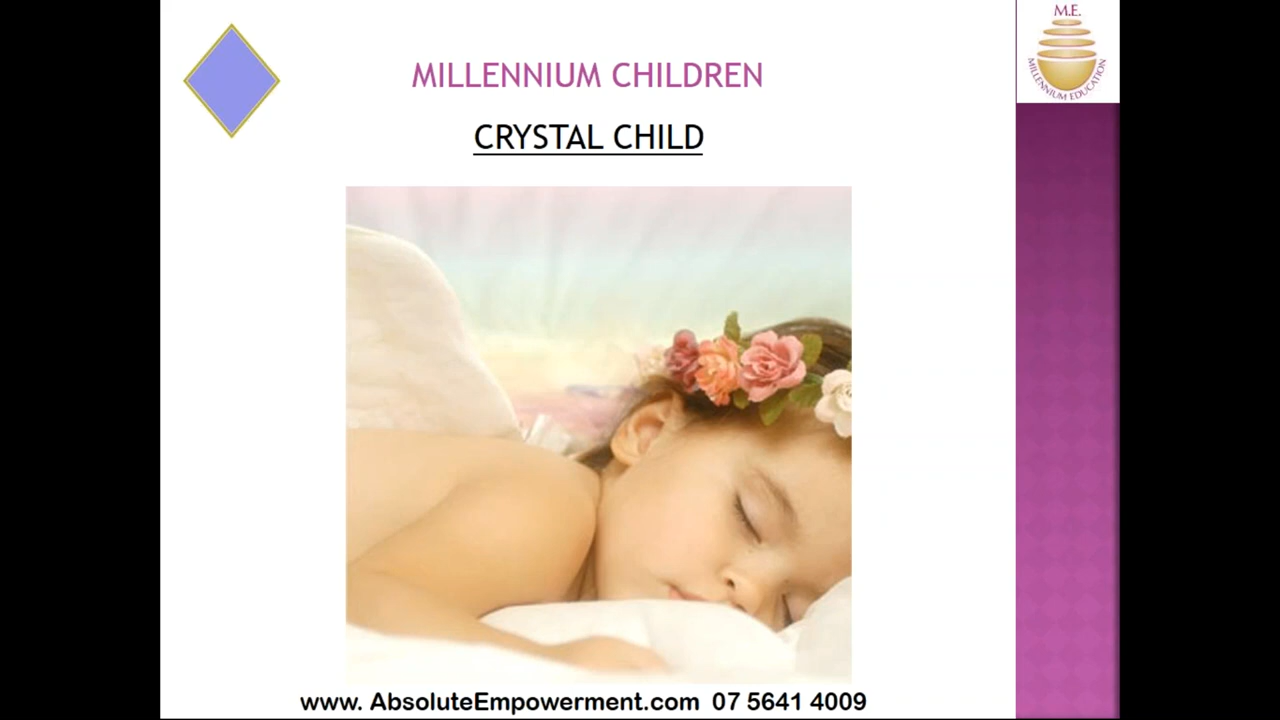 MILLENNIUM CHILDREN
CRYSTAL CHILD
M.E.
MILLENNIUM EDUCATION
www. AbsoluteEmpowerment.com 07 5641 4009